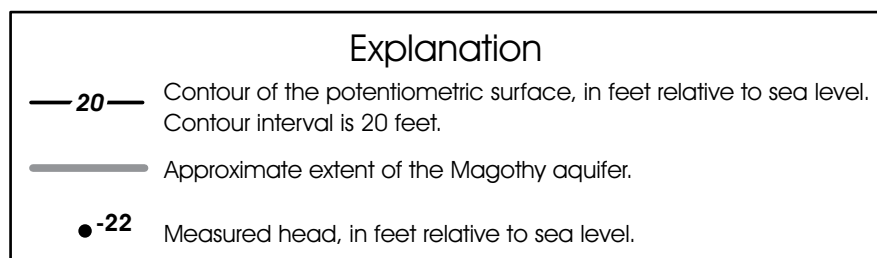 Explanation
20
Contour of the potentiometric surface, in feet relative to sea level.
Contour interval is 20 feet.
Approximate extent of the Magothy aquifer.
-22
Measured head, in feet relative to sea level.